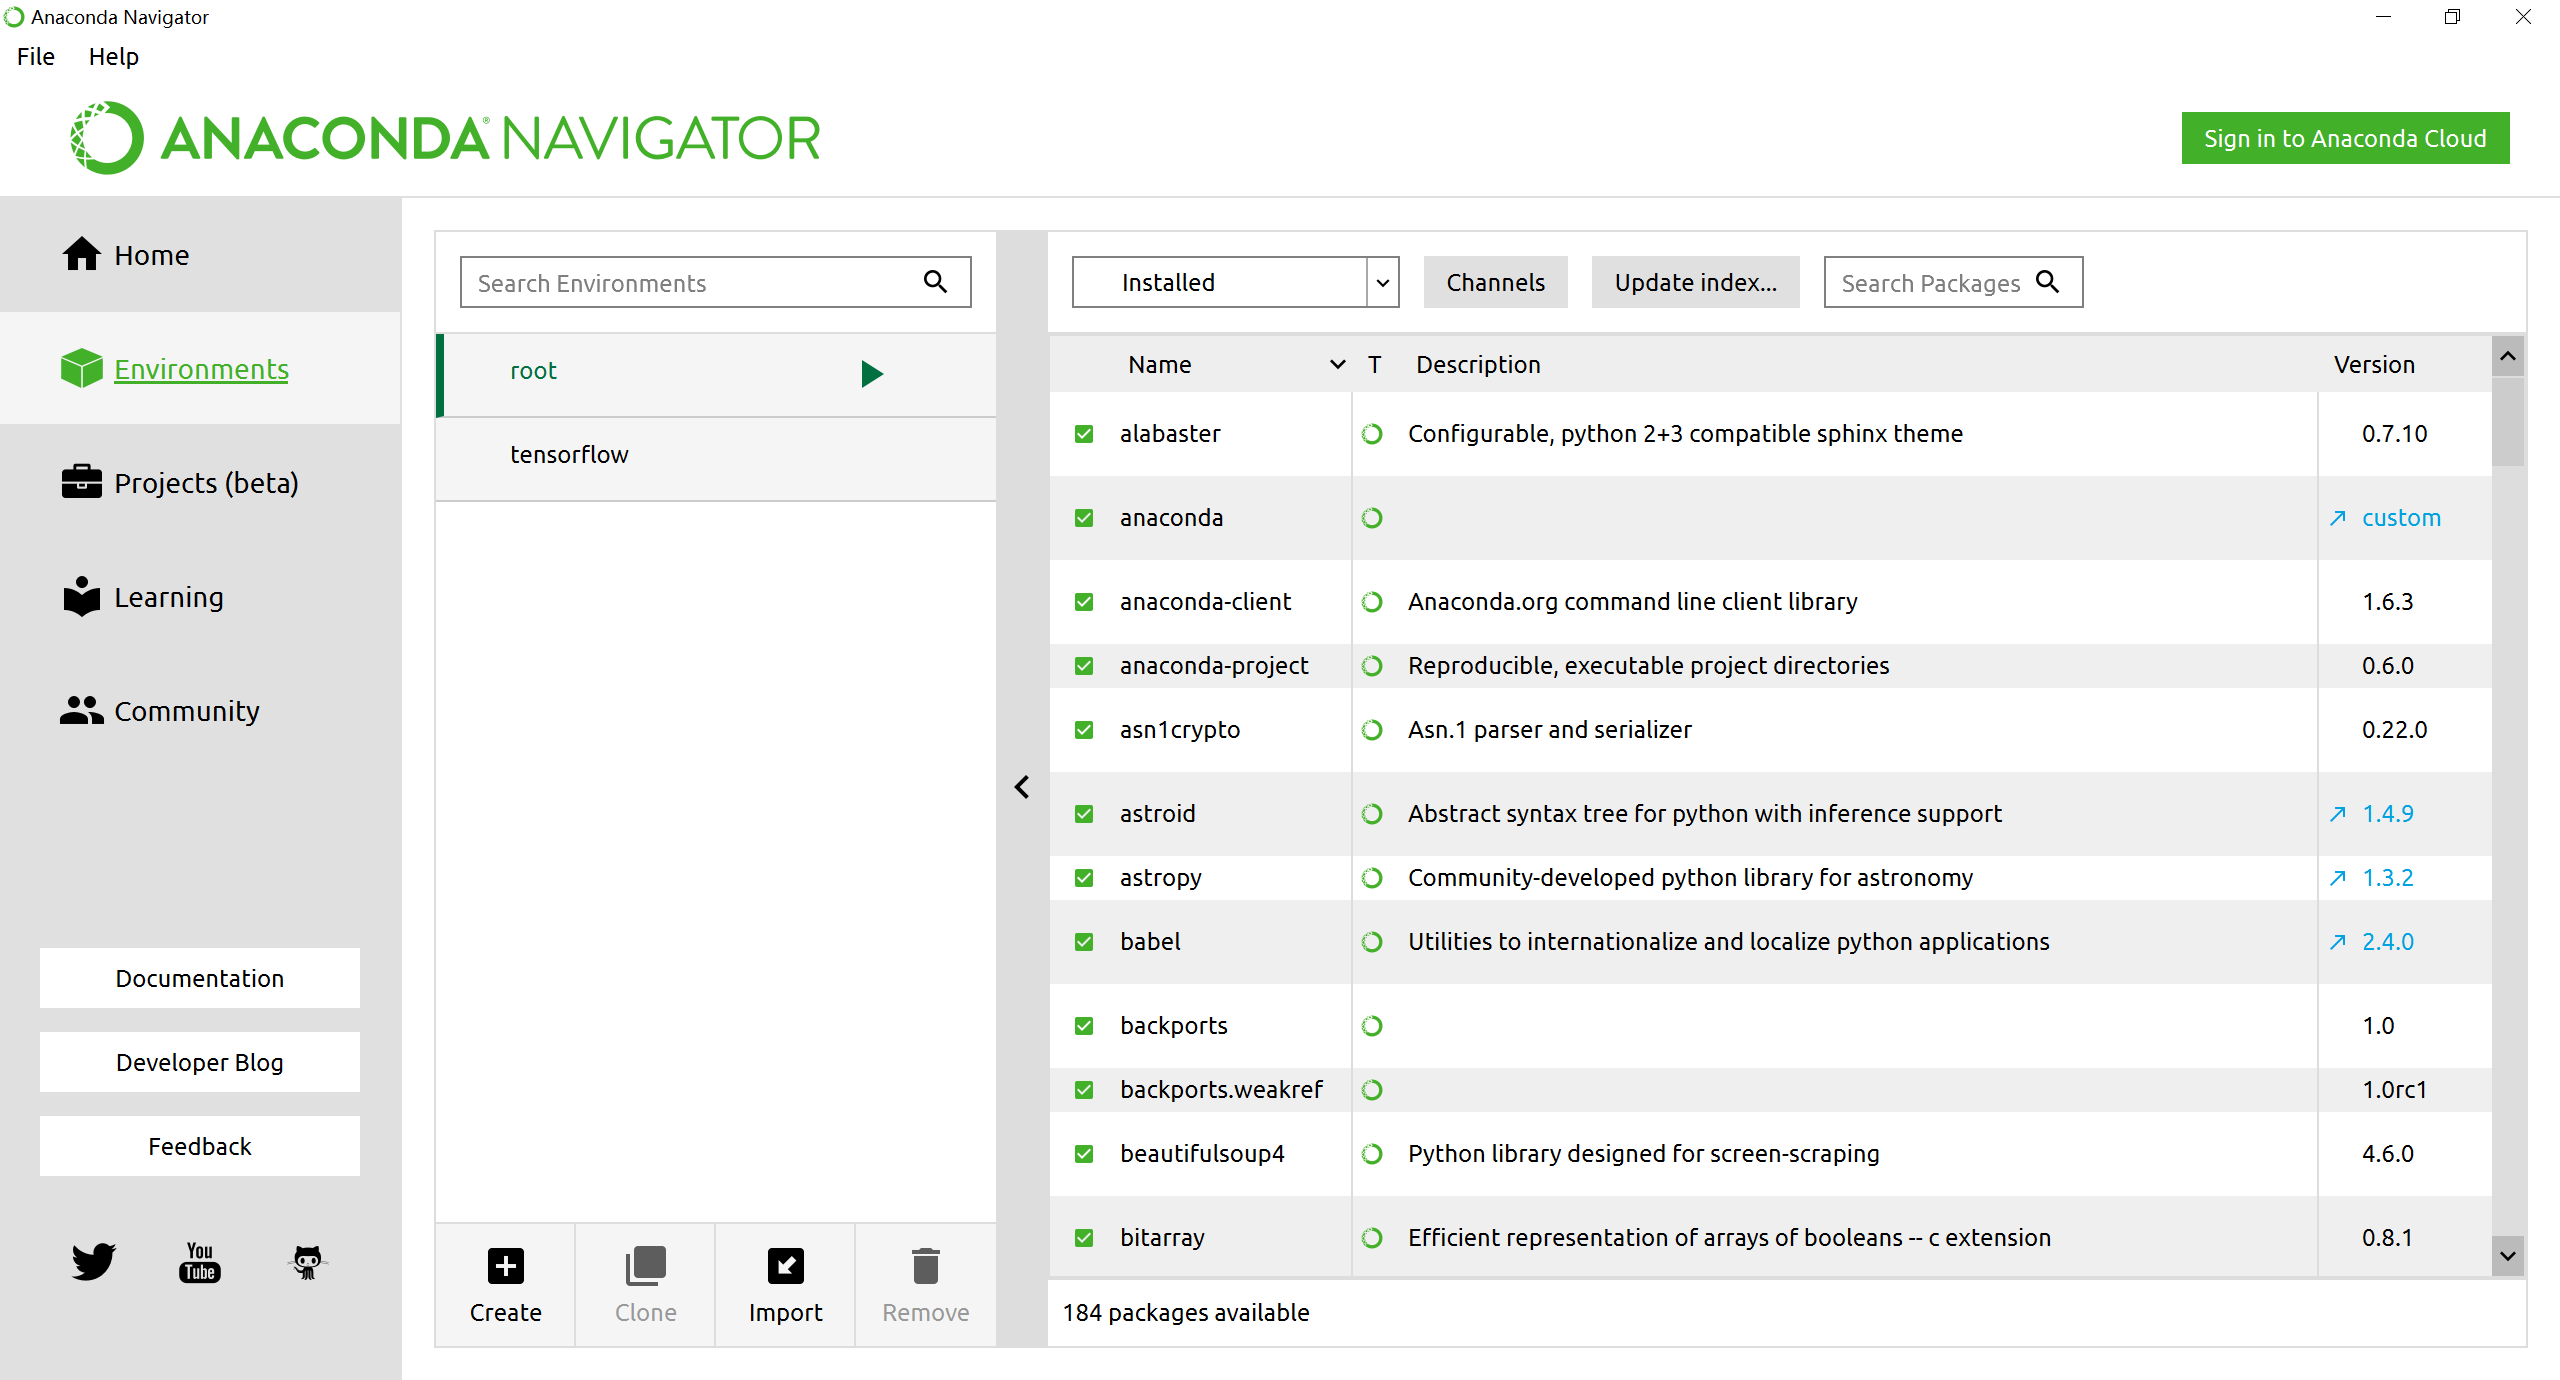 Anaconda Navigator
File Help
ANACONDA® NAVIGATOR
Sign in to Anaconda Cloud
Home
Environments
Projects (beta)
Learning
Community
Documentation
Developer Blog
Feedback
You
Tube
Search Environments
root
tensorflow
Create Clone Import Remove
Installed Channels Update index... Search Packages
Name T Description Version
alabaster Configurable, python 2+3 compatible sphinx theme 0.7.10
anaconda custom
anaconda-client Anaconda.org command line client library 1.6.3
anaconda-project Reproducible, executable project directories 0.6.0
asn1crypto Asn.1 parser and serializer 0.22.0
astroid Abstract syntax tree for python with inference support 1.4.9
astropy Community-developed python library for astronomy 1.3.2
babel Utilities to internationalize and localize python applications 2.4.0
backports 1.0
backports.weakref 1.0rc1
beautifulsoup4 Python library designed for screen-scraping 4.6.0
bitarray Efficient representation of arrays of booleans -- c extension 0.8.1
184 packages available